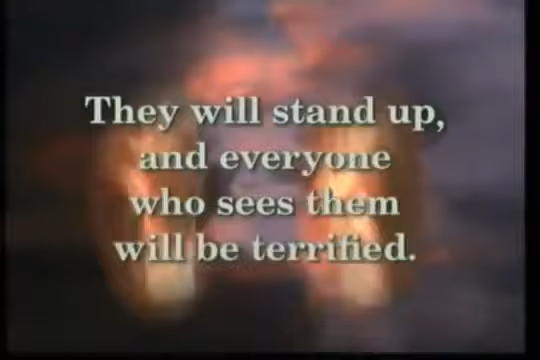 They will stand up,
and everyone
who sees them
will be terrified.